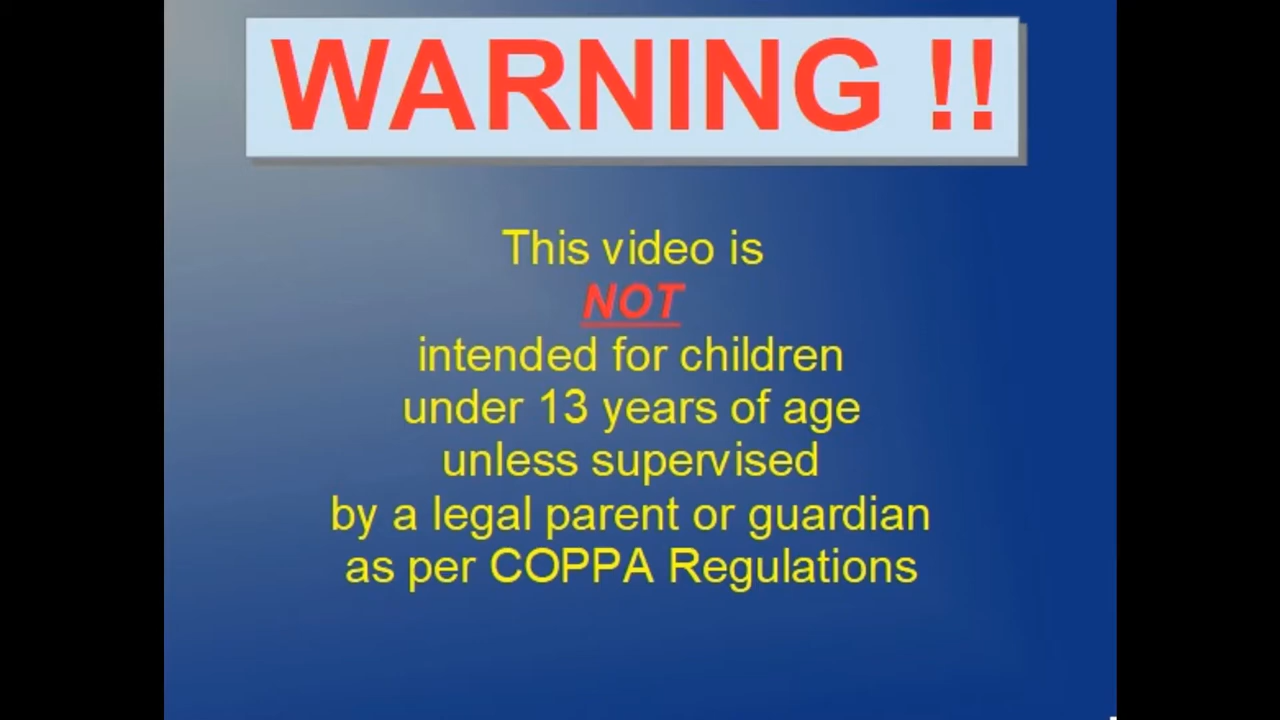 WARNING !!
This video is
NOT
intended for children
under 13 years of age
unless supervised
by a legal parent or guardian
as per COPPA Regulations